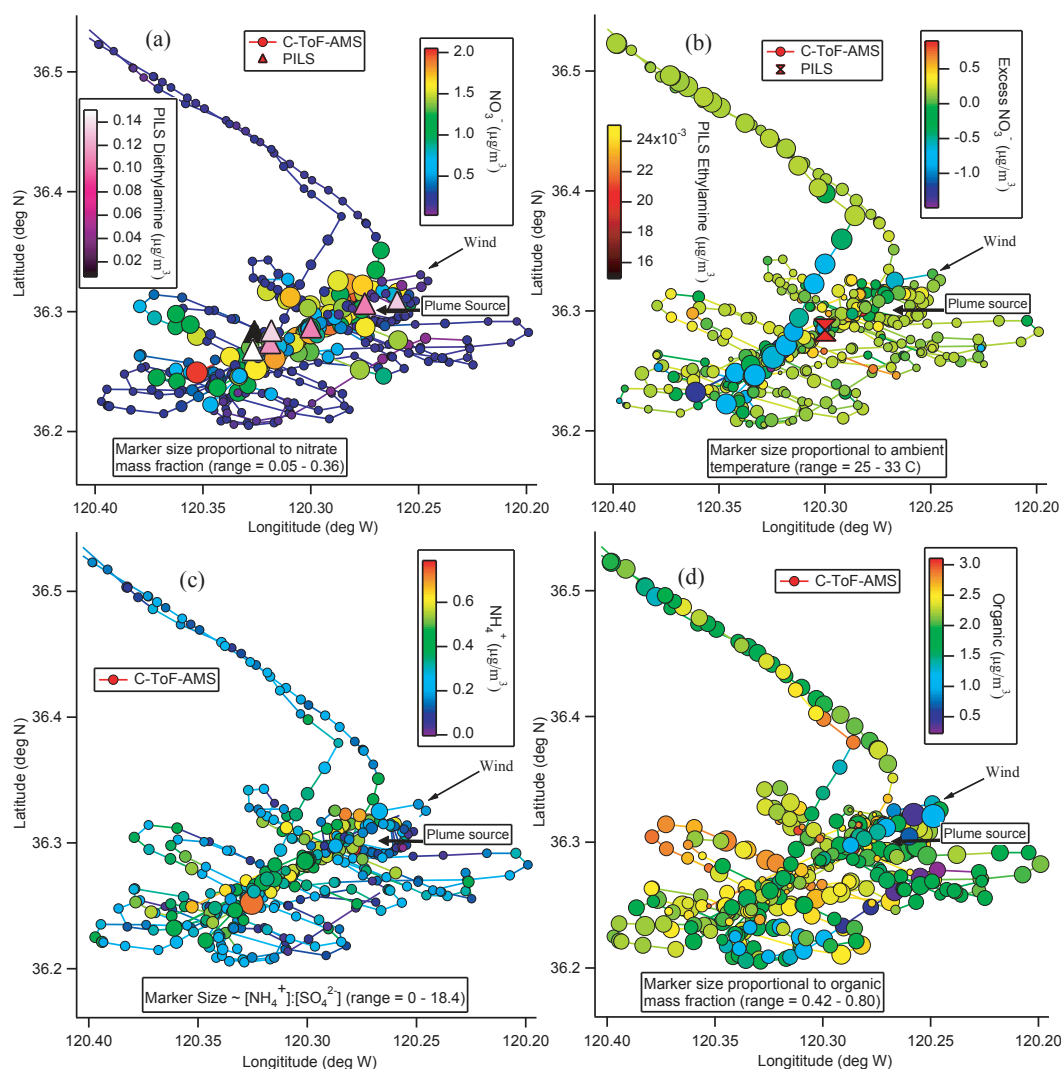 (a)
C-ToF-AMS
PILS
PILS Diethylamine (µg/m³)
0.14
0.12
0.10
0.08
0.06
0.04
0.02
NO₃⁻ (µg/m³)
2.0
1.5
1.0
0.5
Wind
Plume Source
Marker size proportional to nitrate
mass fraction (range = 0.05 - 0.36)
Latitude (deg N)
36.5
36.4
36.3
36.2
120.40
120.35
120.30
120.25
120.20
Longititude (deg W)
(b)
C-ToF-AMS
PILS
PILS Ethylamine (µg/m³)
24x10⁻³
22
20
18
16
Excess NO₃⁻ (µg/m³)
0.5
0.0
-0.5
-1.0
Wind
Plume source
Marker size proportional to ambient
temperature (range = 25 - 33 C)
Latitude (deg N)
36.5
36.4
36.3
36.2
120.40
120.35
120.30
120.25
120.20
Longititude (deg W)
(c)
C-ToF-AMS
NH₄⁺ (µg/m³)
0.6
0.4
0.2
0.0
Wind
Plume source
Marker Size ~ [NH₄⁺]:[SO₄²⁻] (range = 0 - 18.4)
Latitude (deg N)
36.5
36.4
36.3
36.2
120.40
120.35
120.30
120.25
120.20
Longititude (deg W)
(d)
C-ToF-AMS
Organic (µg/m³)
3.0
2.5
2.0
1.5
1.0
0.5
Wind
Plume source
Marker size proportional to organic
mass fraction (range = 0.42 - 0.80)
Latitude (deg N)
36.5
36.4
36.3
36.2
120.40
120.35
120.30
120.25
120.20
Longititude (deg W)